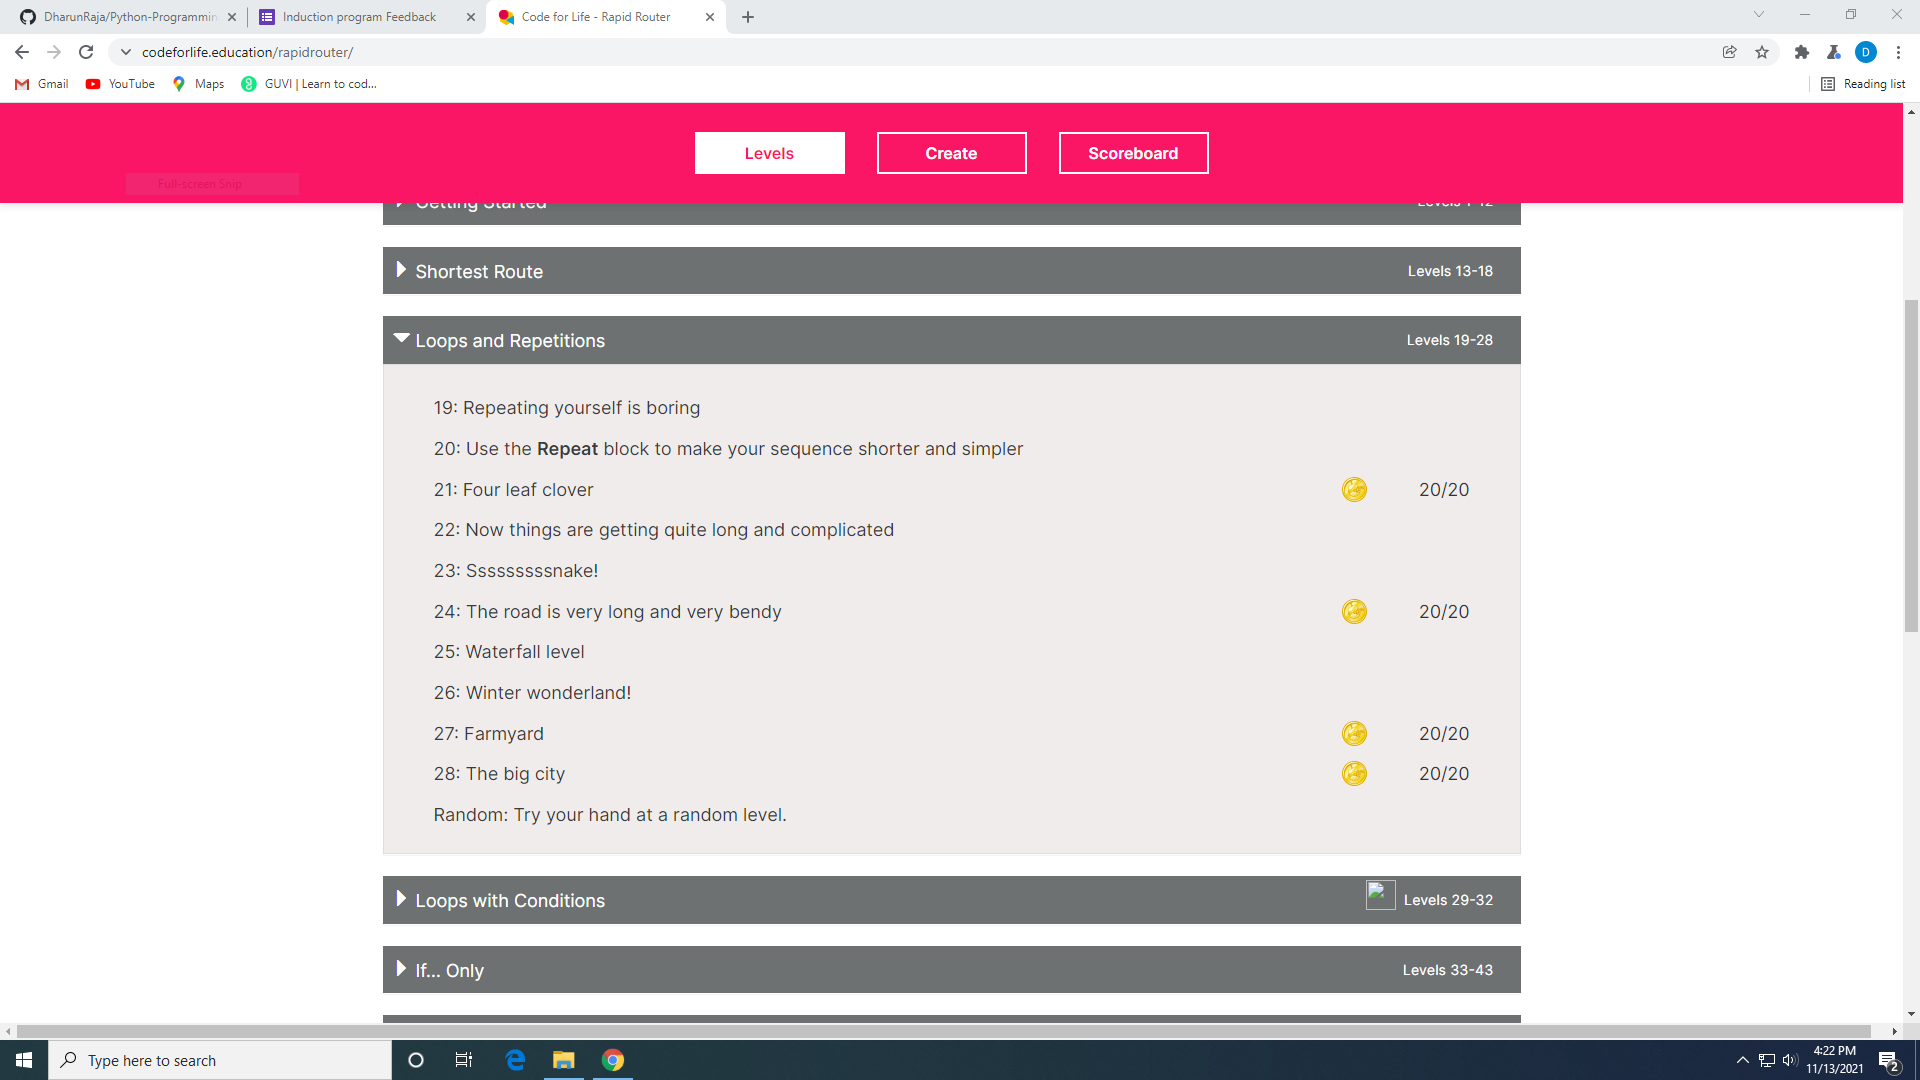 DharunRaja/Python-Programmin
Induction program Feedback
Code for Life - Rapid Router
codeforlife.education/rapidrouter/
D
Gmail
YouTube
Maps
GUVI | Learn to cod...
Reading list
Levels
Create
Scoreboard
Full-screen Snip
Getting Started
Levels 1-12
Shortest Route
Levels 13-18
Loops and Repetitions
Levels 19-28
19: Repeating yourself is boring
20: Use the Repeat block to make your sequence shorter and simpler
21: Four leaf clover
20/20
22: Now things are getting quite long and complicated
23: Sssssssssnake!
24: The road is very long and very bendy
20/20
25: Waterfall level
26: Winter wonderland!
27: Farmyard
20/20
28: The big city
20/20
Random: Try your hand at a random level.
Loops with Conditions
Levels 29-32
If... Only
Levels 33-43
Type here to search
4:22 PM
11/13/2021
2